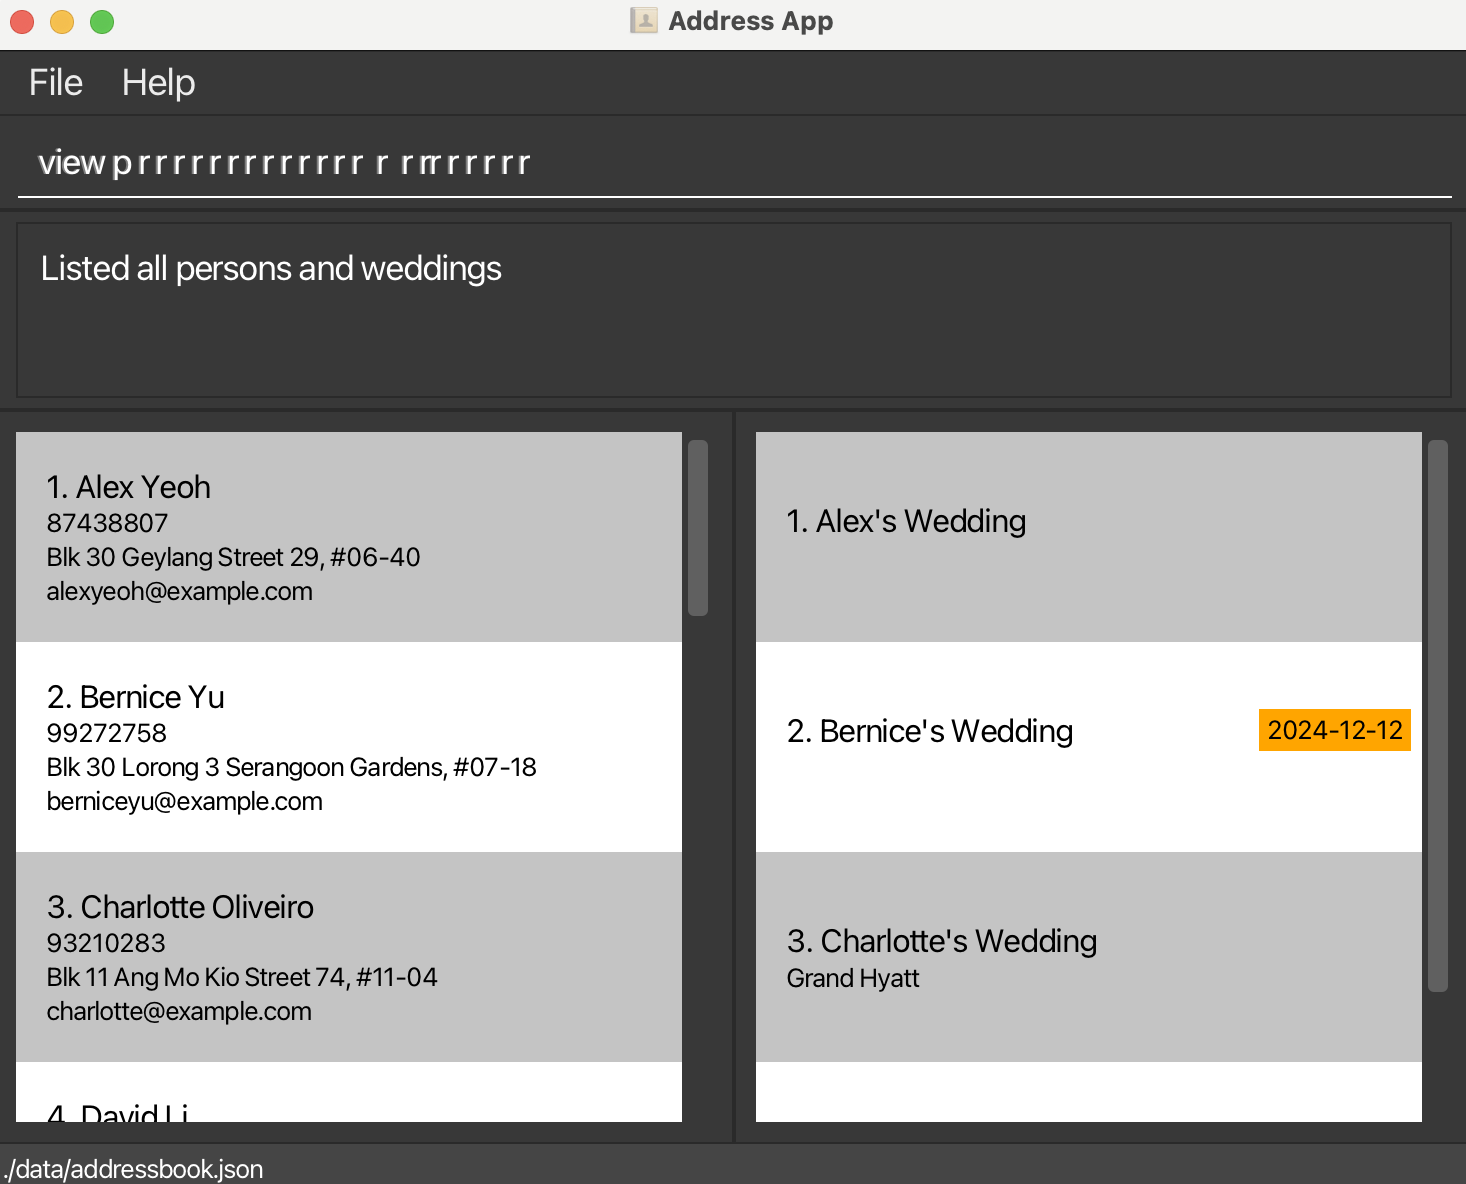 Address App
File Help
view p r r r r r r r r r r r r r r r rrr r r r r r
Listed all persons and weddings
1. Alex Yeoh
87438807
Blk 30 Geylang Street 29, #06-40
alexyeoh@example.com
2. Bernice Yu
99272758
Blk 30 Lorong 3 Serangoon Gardens, #07-18
berniceyu@example.com
3. Charlotte Oliveiro
93210283
Blk 11 Ang Mo Kio Street 74, #11-04
charlotte@example.com
4. David Li
1. Alex's Wedding
2. Bernice's Wedding 2024-12-12
3. Charlotte's Wedding
Grand Hyatt
./data/addressbook.json